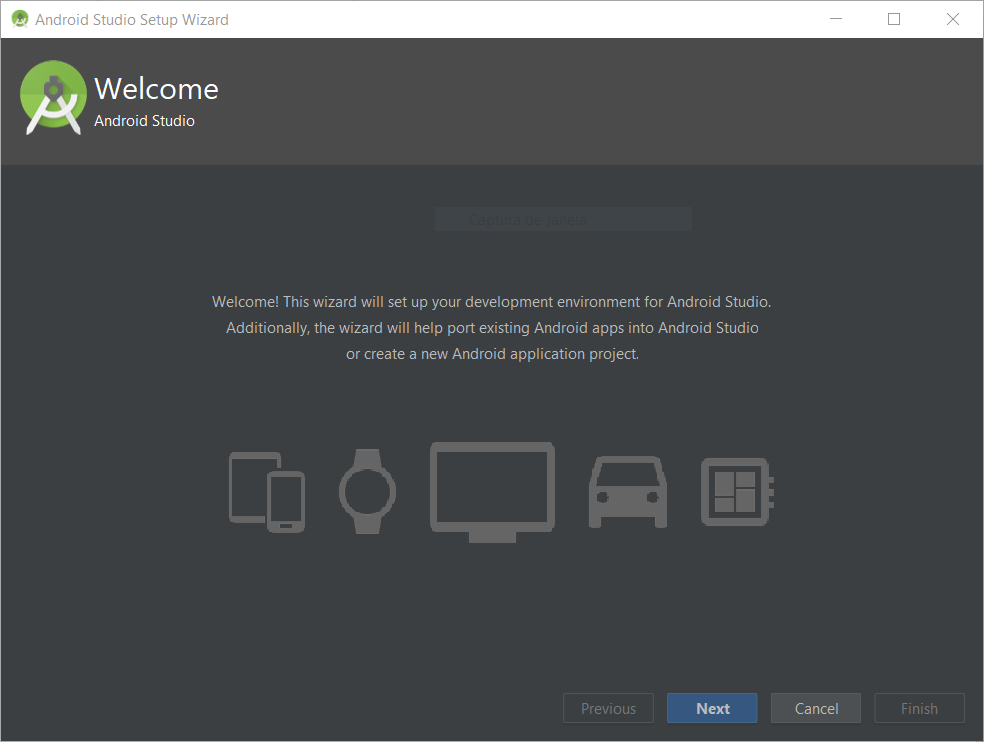 Android Studio Setup Wizard
Welcome
Android Studio
Captura de Janela
Welcome! This wizard will set up your development environment for Android Studio.
Additionally, the wizard will help port existing Android apps into Android Studio
or create a new Android application project.
Previous
Next
Cancel
Finish